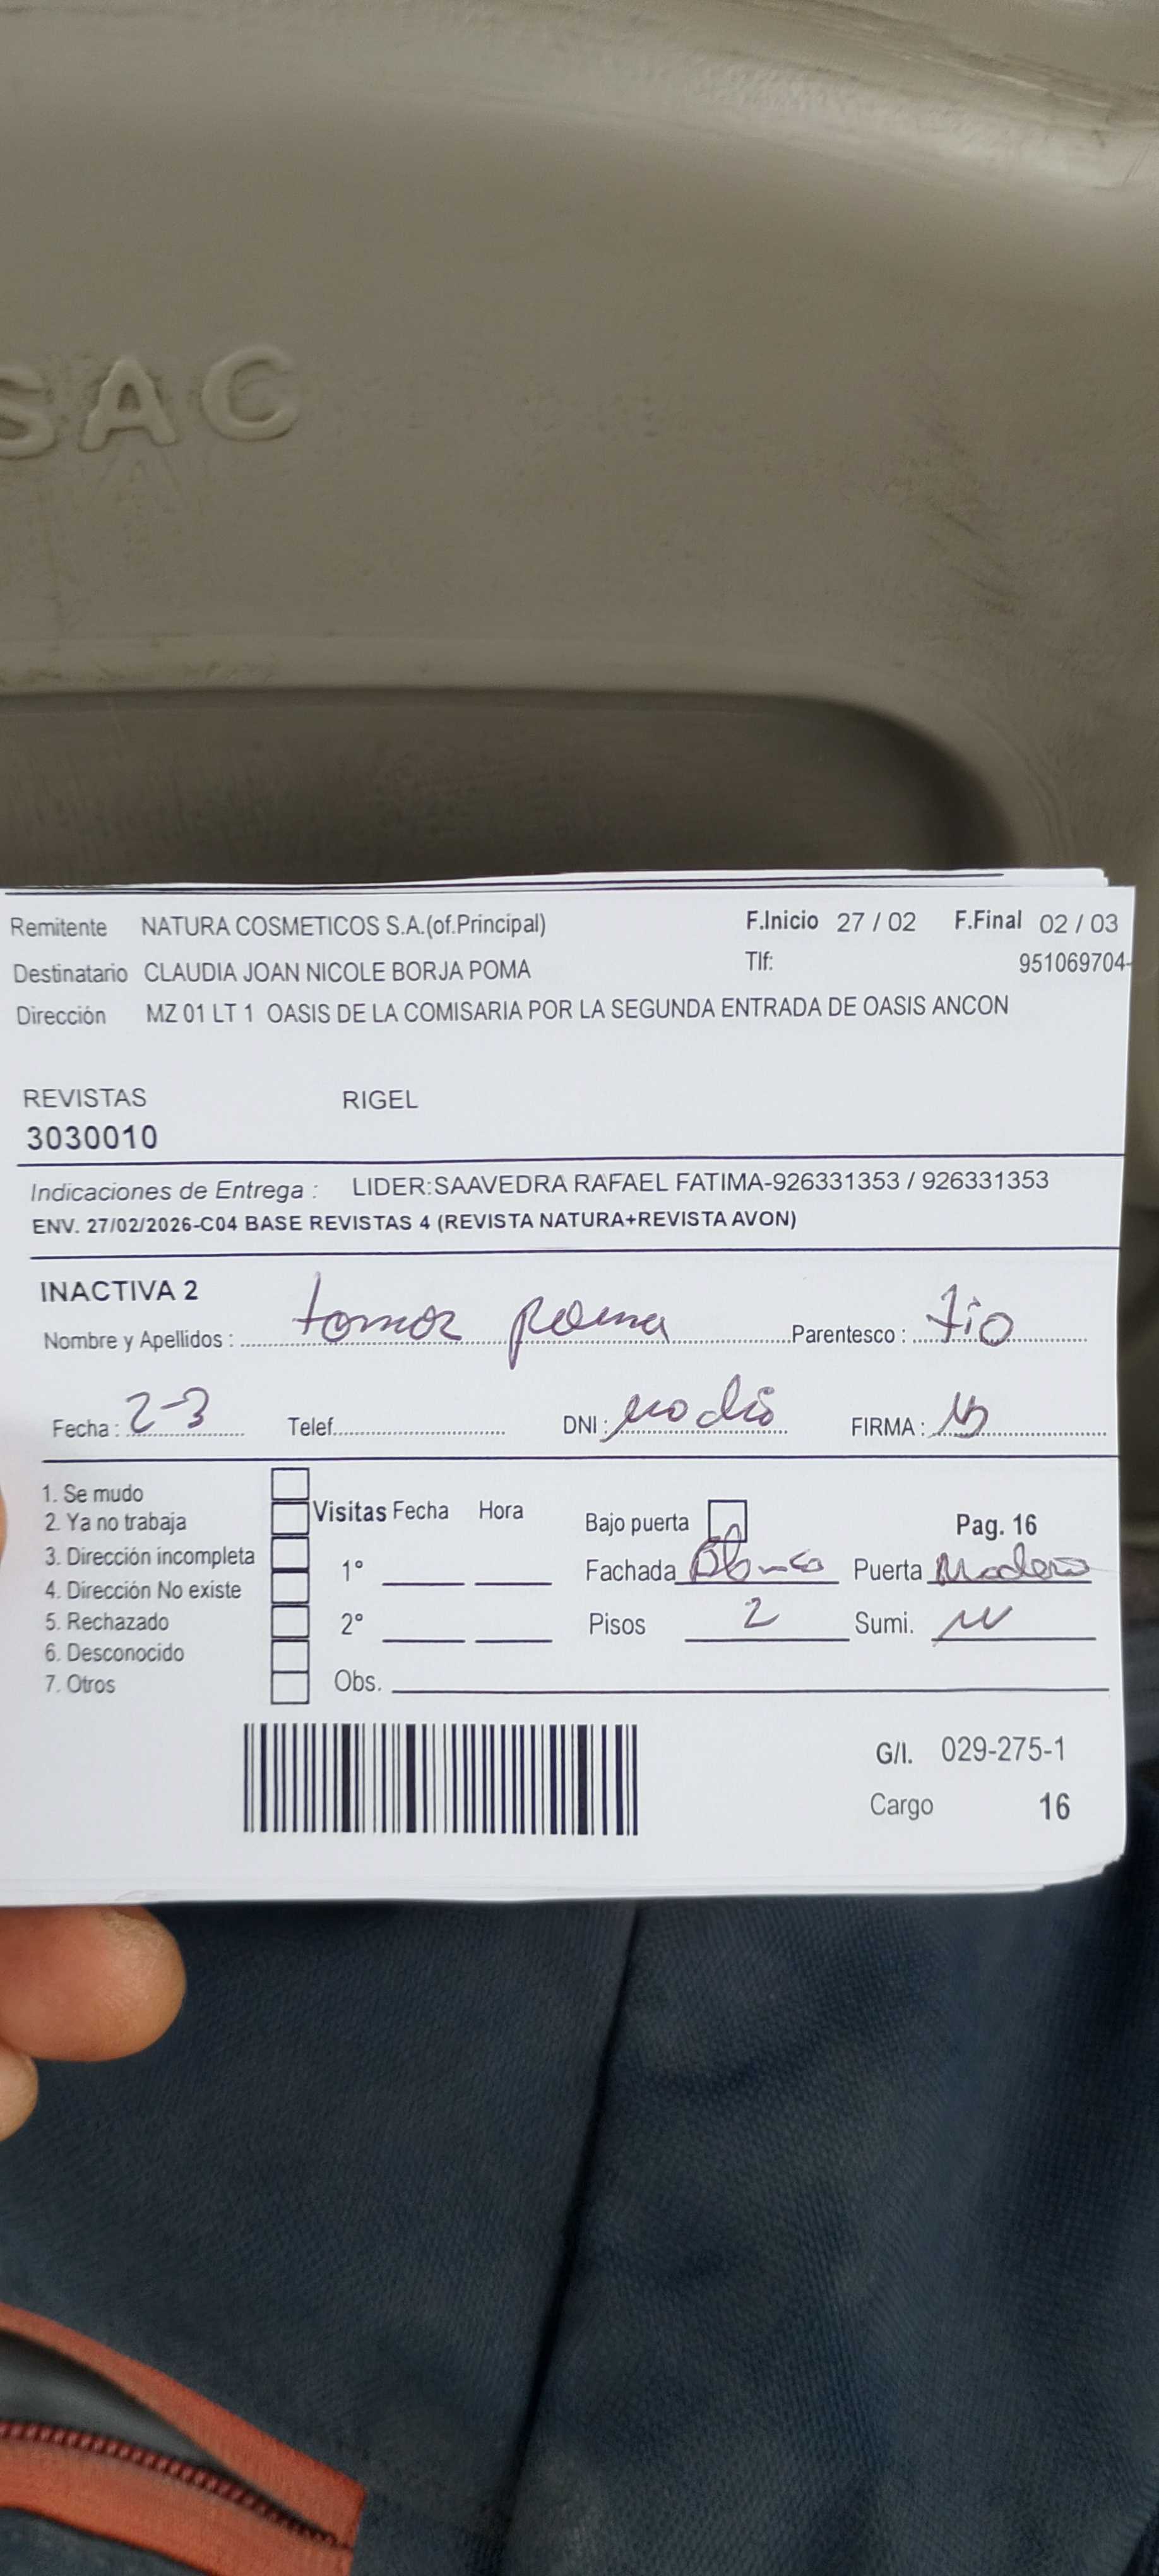 SAC
Remitente NATURA COSMETICOS S.A.(of.Principal) F.Inicio 27 / 02 F.Final 02 / 03
Destinatario CLAUDIA JOAN NICOLE BORJA POMA Tlf: 951069704-
Dirección MZ 01 LT 1 OASIS DE LA COMISARIA POR LA SEGUNDA ENTRADA DE OASIS ANCON
REVISTAS RIGEL
3030010
Indicaciones de Entrega : LIDER:SAAVEDRA RAFAEL FATIMA-926331353 / 926331353
ENV. 27/02/2026-C04 BASE REVISTAS 4 (REVISTA NATURA+REVISTA AVON)
INACTIVA 2
Nombre y Apellidos : tomaz poma Parentesco : tio
Fecha : 2-3 Telef. DNI : no dio FIRMA :
1. Se mudo
2. Ya no trabaja Visitas Fecha Hora Bajo puerta Pag. 16
3. Dirección incompleta 1° Fachada Blanco Puerta Madera
4. Dirección No existe
5. Rechazado 2° Pisos 2 Sumi.
6. Desconocido
7. Otros Obs.
G/I. 029-275-1
Cargo 16